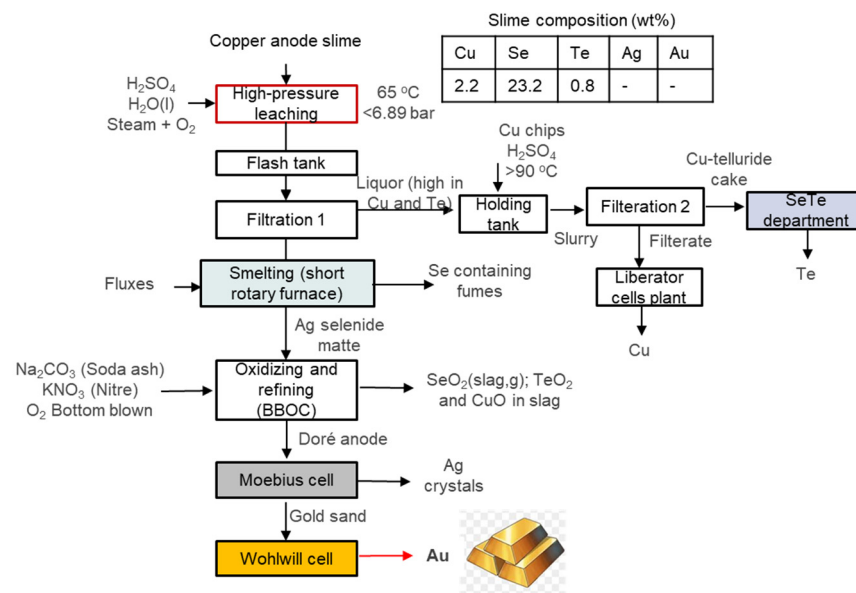 Slime composition (wt%)
Cu Se Te Ag Au
2.2 23.2 0.8 - -
Copper anode slime
H₂SO₄
H₂O(l)
Steam + O₂
High-pressure
leaching
65 °C
<6.89 bar
Flash tank
Filtration 1
Liquor (high in
Cu and Te)
Cu chips
H₂SO₄
>90 °C
Holding
tank
Slurry
Filteration 2
Filterate
Cu-telluride
cake
SeTe
department
Te
Liberator
cells plant
Cu
Fluxes
Smelting (short
rotary furnace)
Se containing
fumes
Ag selenide
matte
Na₂CO₃ (Soda ash)
KNO₃ (Nitre)
O₂ Bottom blown
Oxidizing and
refining
(BBOC)
SeO₂(slag,g); TeO₂
and CuO in slag
Doré anode
Moebius cell
Ag
crystals
Gold sand
Wohlwill cell
Au